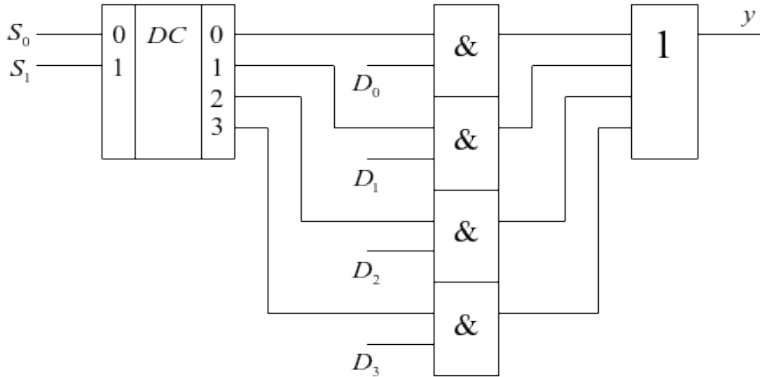 S₀ 0 DC 0 & 1 y
S₁ 1 1 D₀
2
3 &
D₁
&
D₂
&
D₃